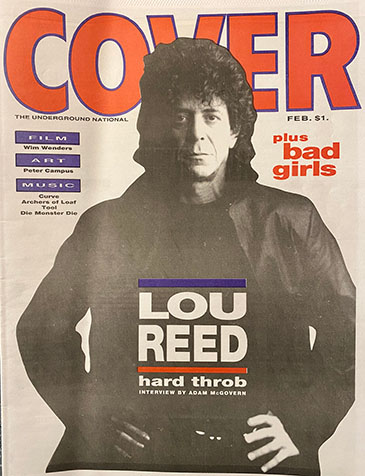 COVER
THE UNDERGROUND NATIONAL
FEB. $1.
FILM
Wim Wenders
ART
Peter Campus
MUSIC
Curve
Archers of Loaf
Tool
Die Monster Die
plus
bad
girls
LOU
REED
hard throb
INTERVIEW BY ADAM McGOVERN